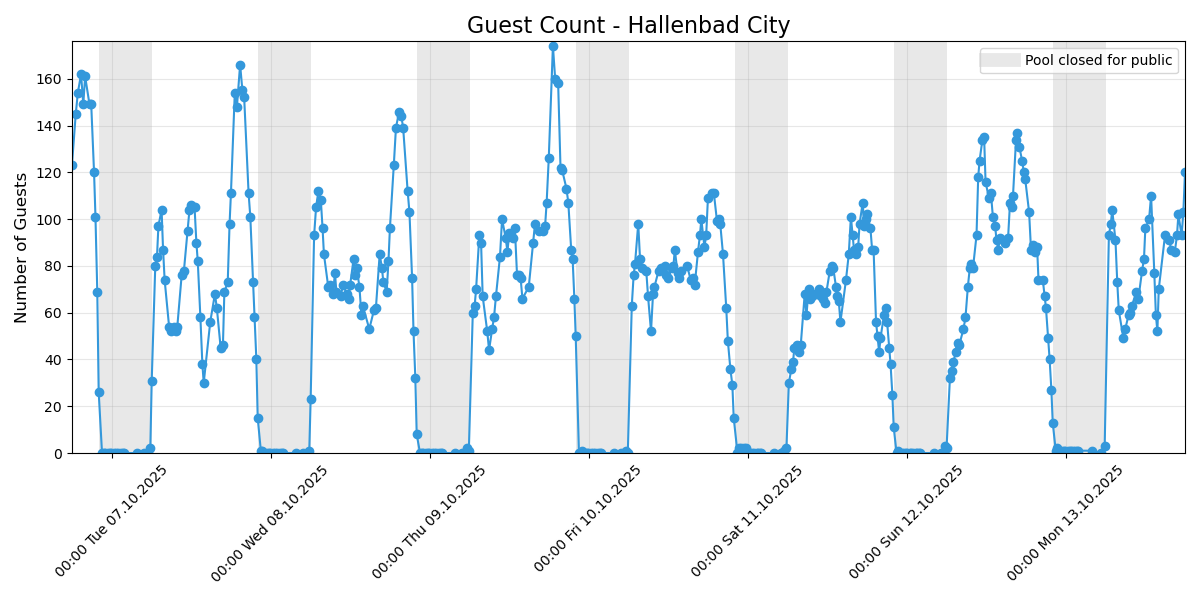 Guest Count - Hallenbad City
Pool closed for public
Number of Guests
160
140
120
100
80
60
40
20
0
00:00 Tue 07.10.2025
00:00 Wed 08.10.2025
00:00 Thu 09.10.2025
00:00 Fri 10.10.2025
00:00 Sat 11.10.2025
00:00 Sun 12.10.2025
00:00 Mon 13.10.2025